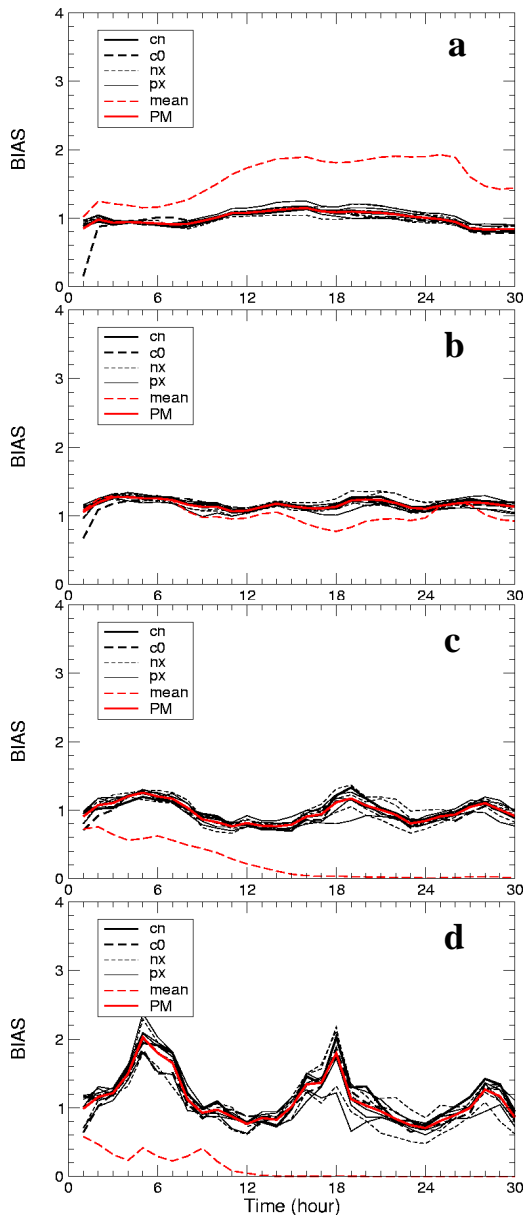 4
a
cn
c0
nx
px
mean
PM
3
BIAS
2
1
0
0 6 12 18 24 30
4
b
cn
c0
nx
px
mean
PM
3
BIAS
2
1
0
0 6 12 18 24 30
4
c
cn
c0
nx
px
mean
PM
3
BIAS
2
1
0
0 6 12 18 24 30
4
d
cn
c0
nx
px
mean
PM
3
BIAS
2
1
0
0 6 12 18 24 30
Time (hour)